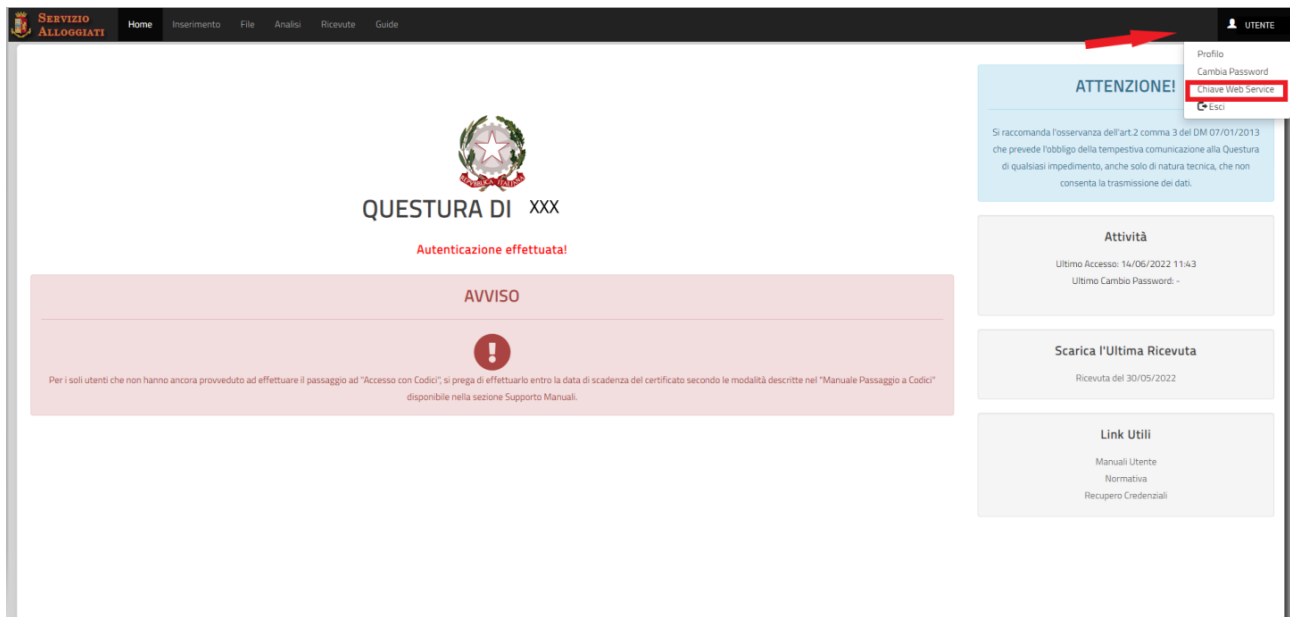 SERVIZIO
ALLOGGIATI
Home Inserimento File Analisi Ricevute Guide
UTENTE
Profilo
Cambia Password
Chiave Web Service
Esci
QUESTURA DI XXX
Autenticazione effettuata!
AVVISO
Per i soli utenti che non hanno ancora provveduto ad effettuare il passaggio ad "Accesso con Codici", si prega di effettuarlo entro la data di scadenza del certificato secondo le modalità descritte nel "Manuale Passaggio a Codici"
disponibile nella sezione Supporto Manuali.
ATTENZIONE!
Si raccomanda l'osservanza dell'art.2 comma 3 del DM 07/01/2013
che prevede l'obbligo della tempestiva comunicazione alla Questura
di qualsiasi impedimento, anche solo di natura tecnica, che non
consenta la trasmissione dei dati.
Attività
Ultimo Accesso: 14/06/2022 11:43
Ultimo Cambio Password: -
Scarica l'Ultima Ricevuta
Ricevuta del 30/05/2022
Link Utili
Manuali Utente
Normativa
Recupero Credenziali